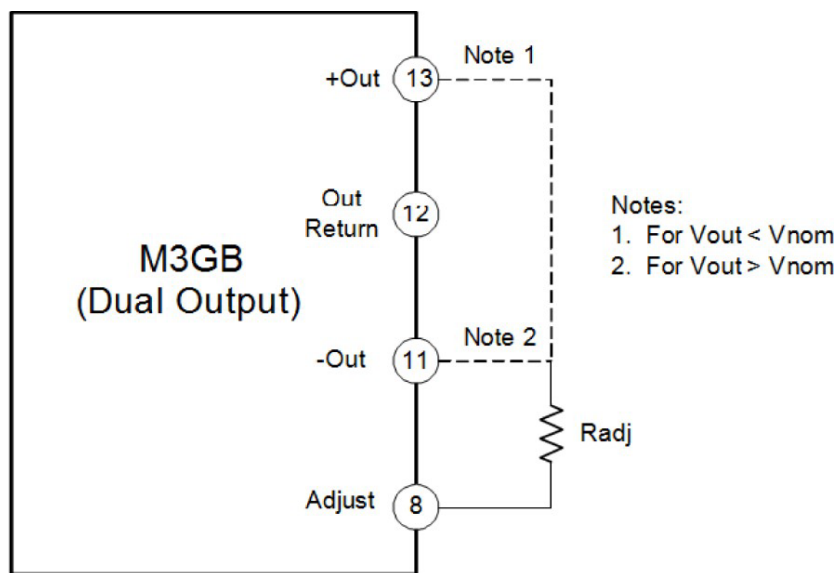 Note 1
+Out
13
Out
Return
12
M3GB
(Dual Output)
Notes:
1. For Vout < Vnom
2. For Vout > Vnom
Note 2
-Out
11
Radj
Adjust
8